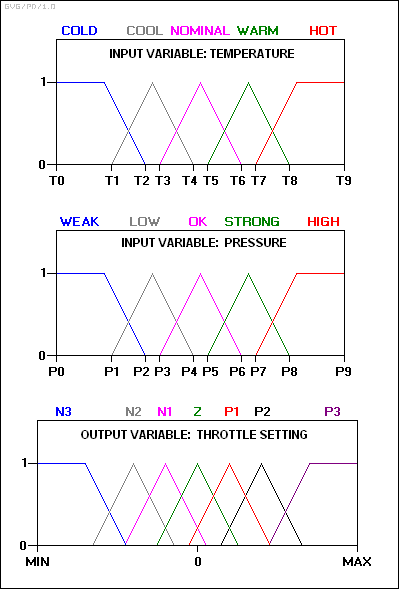 GVG/PD/1.0
COLD COOL NOMINAL WARM HOT
INPUT VARIABLE: TEMPERATURE
1
0
T0 T1 T2 T3 T4 T5 T6 T7 T8 T9
WEAK LOW OK STRONG HIGH
INPUT VARIABLE: PRESSURE
1
0
P0 P1 P2 P3 P4 P5 P6 P7 P8 P9
N3 N2 N1 Z P1 P2 P3
OUTPUT VARIABLE: THROTTLE SETTING
1
0
MIN 0 MAX